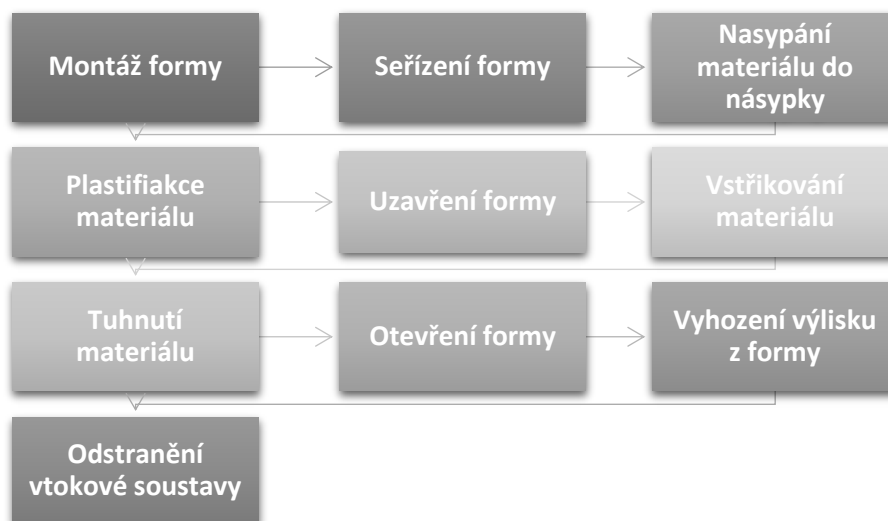 Montáž formy
Seřízení formy
Nasypání
materiálu do
násypky
Plastifiakce
materiálu
Uzavření formy
Vstřikování
materiálu
Tuhnutí
materiálu
Otevření formy
Vyhození výlisku
z formy
Odstranění
vtokové soustavy